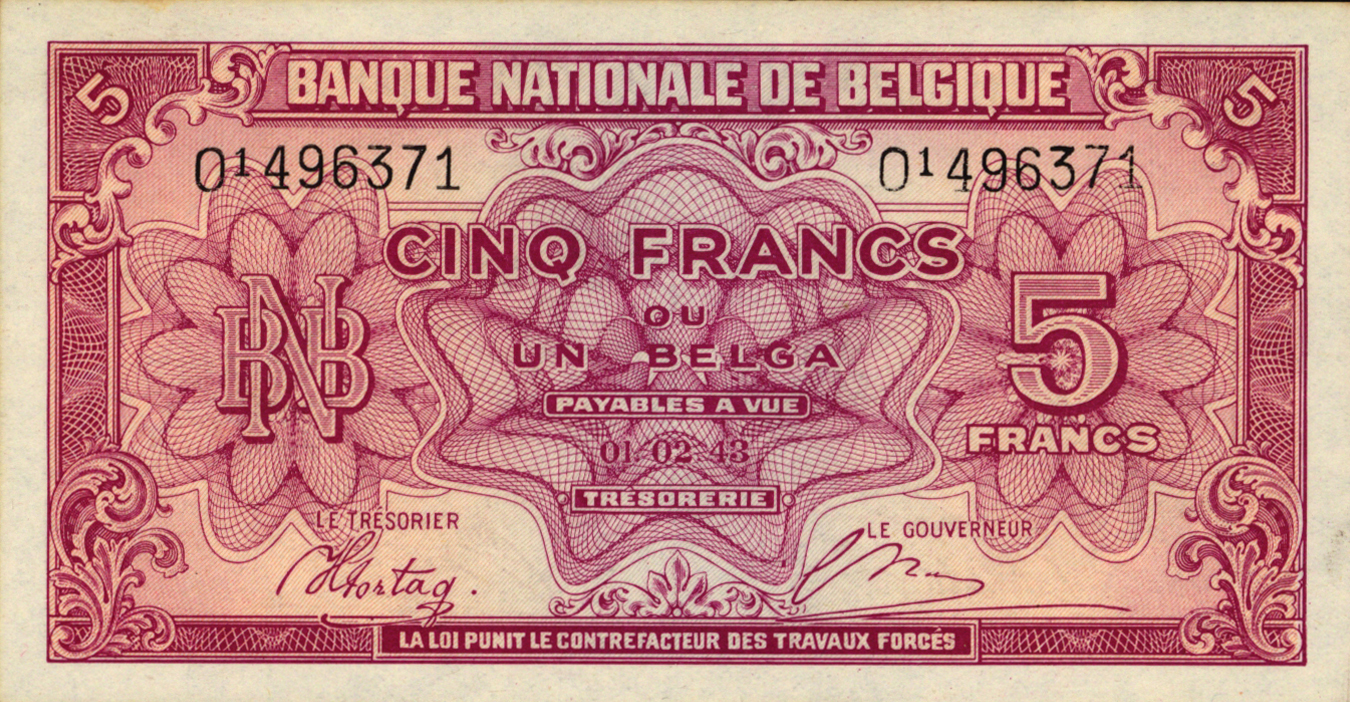 5 BANQUE NATIONALE DE BELGIQUE 5
O¹496371 O¹496371
CINQ FRANCS
OU
UN BELGA
BNB 5
PAYABLES A VUE
FRANCS
01-02-43
TRÉSORERIE
LE TRÉSORIER LE GOUVERNEUR
LA LOI PUNIT LE CONTREFACTEUR DES TRAVAUX FORCÉS